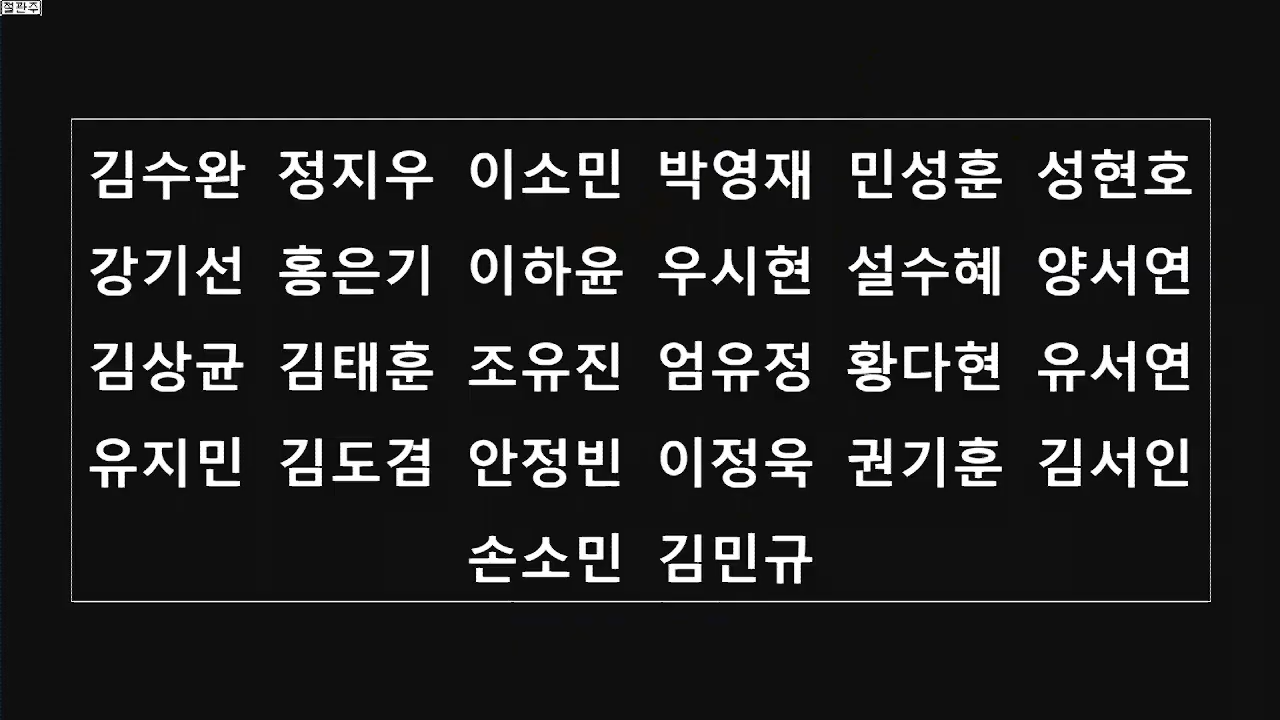 절판주
김수완 정지우 이소민 박영재 민성훈 성현호
강기선 홍은기 이하윤 우시현 설수혜 양서연
김상균 김태훈 조유진 엄유정 황다현 유서연
유지민 김도겸 안정빈 이정욱 권기훈 김서인
손소민 김민규